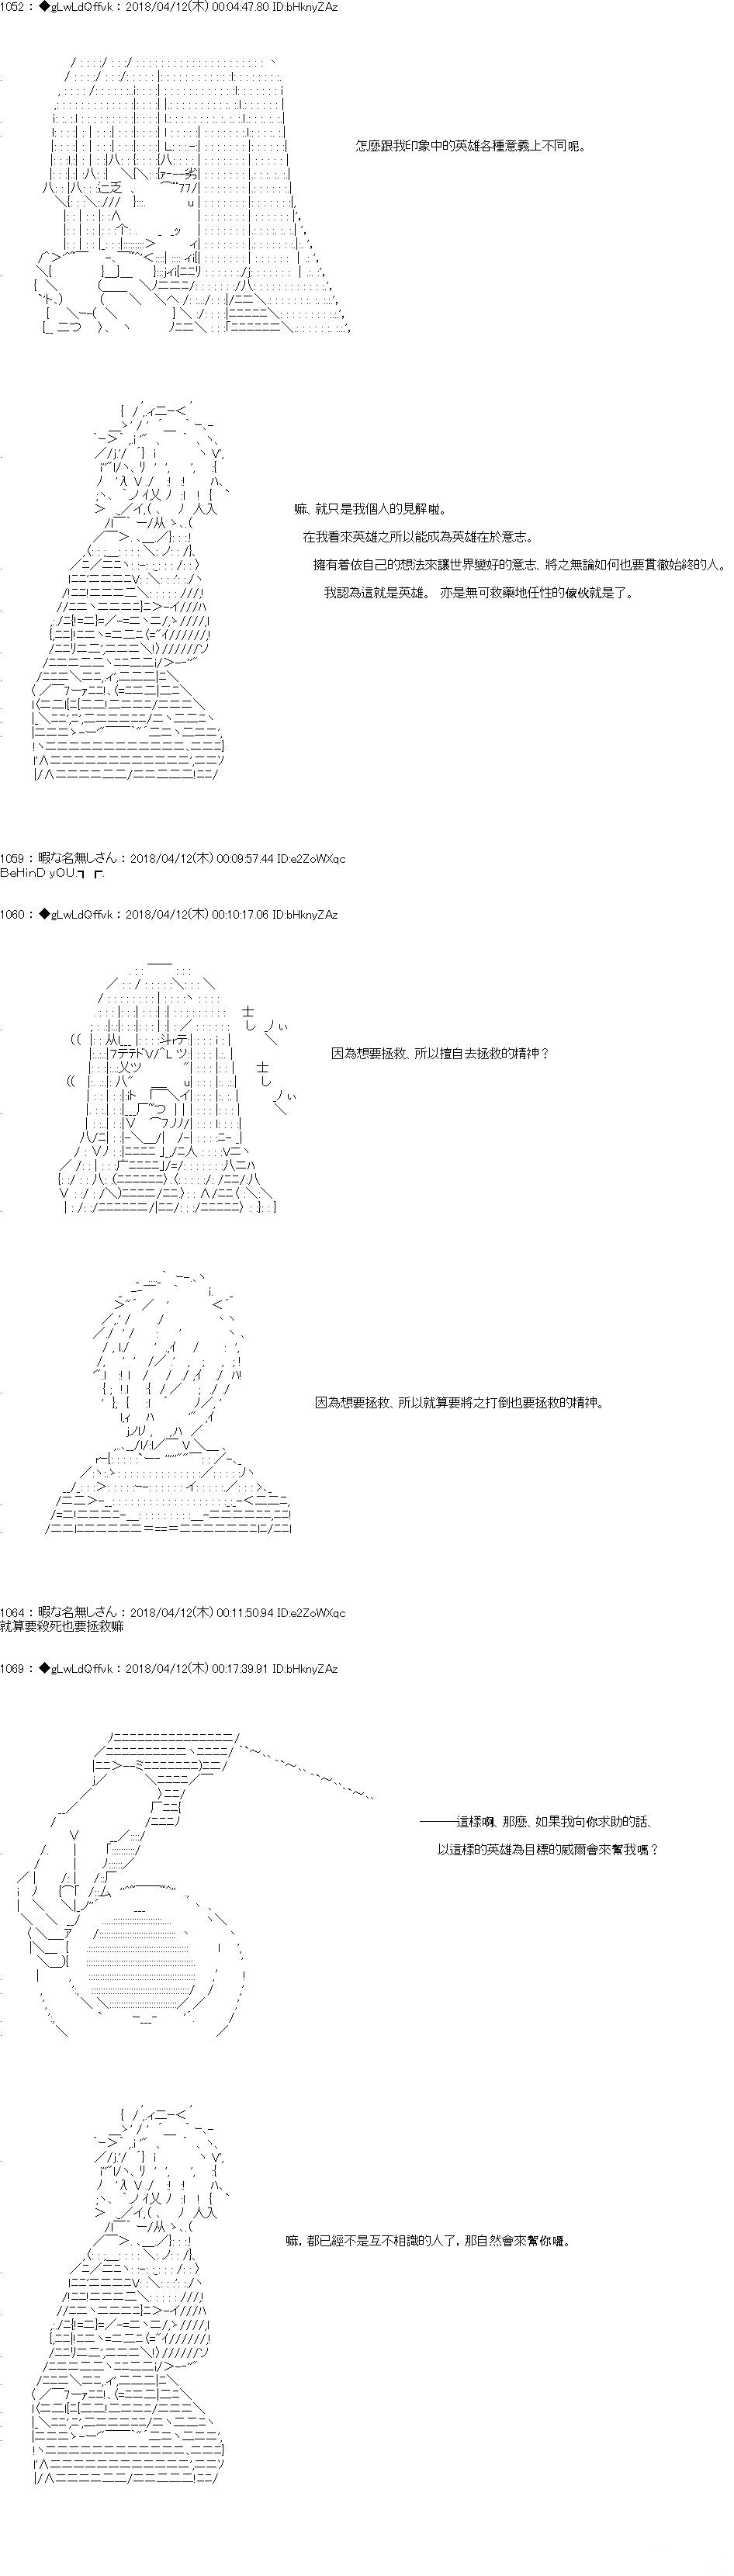 1052 : ◆gLwLdQffvk : 2018/04/12(木) 00:04:47.80 ID:bHknyZAz
怎麼跟我印象中的英雄各種意義上不同呢。
嘛、就只是我個人的見解啦。
在我看來英雄之所以能成為英雄在於意志。
擁有着依自己的想法來讓世界變好的意志、將之無論如何也要貫徹始終的人。
我認為這就是英雄。 亦是無可救藥地任性的傢伙就是了。
1059 : 暇な名無しさん : 2018/04/12(木) 00:09:57.44 ID:e2ZoWXqc
BeHinD yOU.┓┏.
1060 : ◆gLwLdQffvk : 2018/04/12(木) 00:10:17.06 ID:bHknyZAz
因為想要拯救、所以擅自去拯救的精神？
因為想要拯救、所以就算要將之打倒也要拯救的精神。
1064 : 暇な名無しさん : 2018/04/12(木) 00:11:50.94 ID:e2ZoWXqc
就算要殺死也要拯救嘛
1069 : ◆gLwLdQffvk : 2018/04/12(木) 00:17:39.91 ID:bHknyZAz
───這樣啊、那麼、如果我向你求助的話、
以這樣的英雄為目標的威爾會來幫我嗎？
嘛，都已經不是互不相識的人了，那自然會來幫你囉。